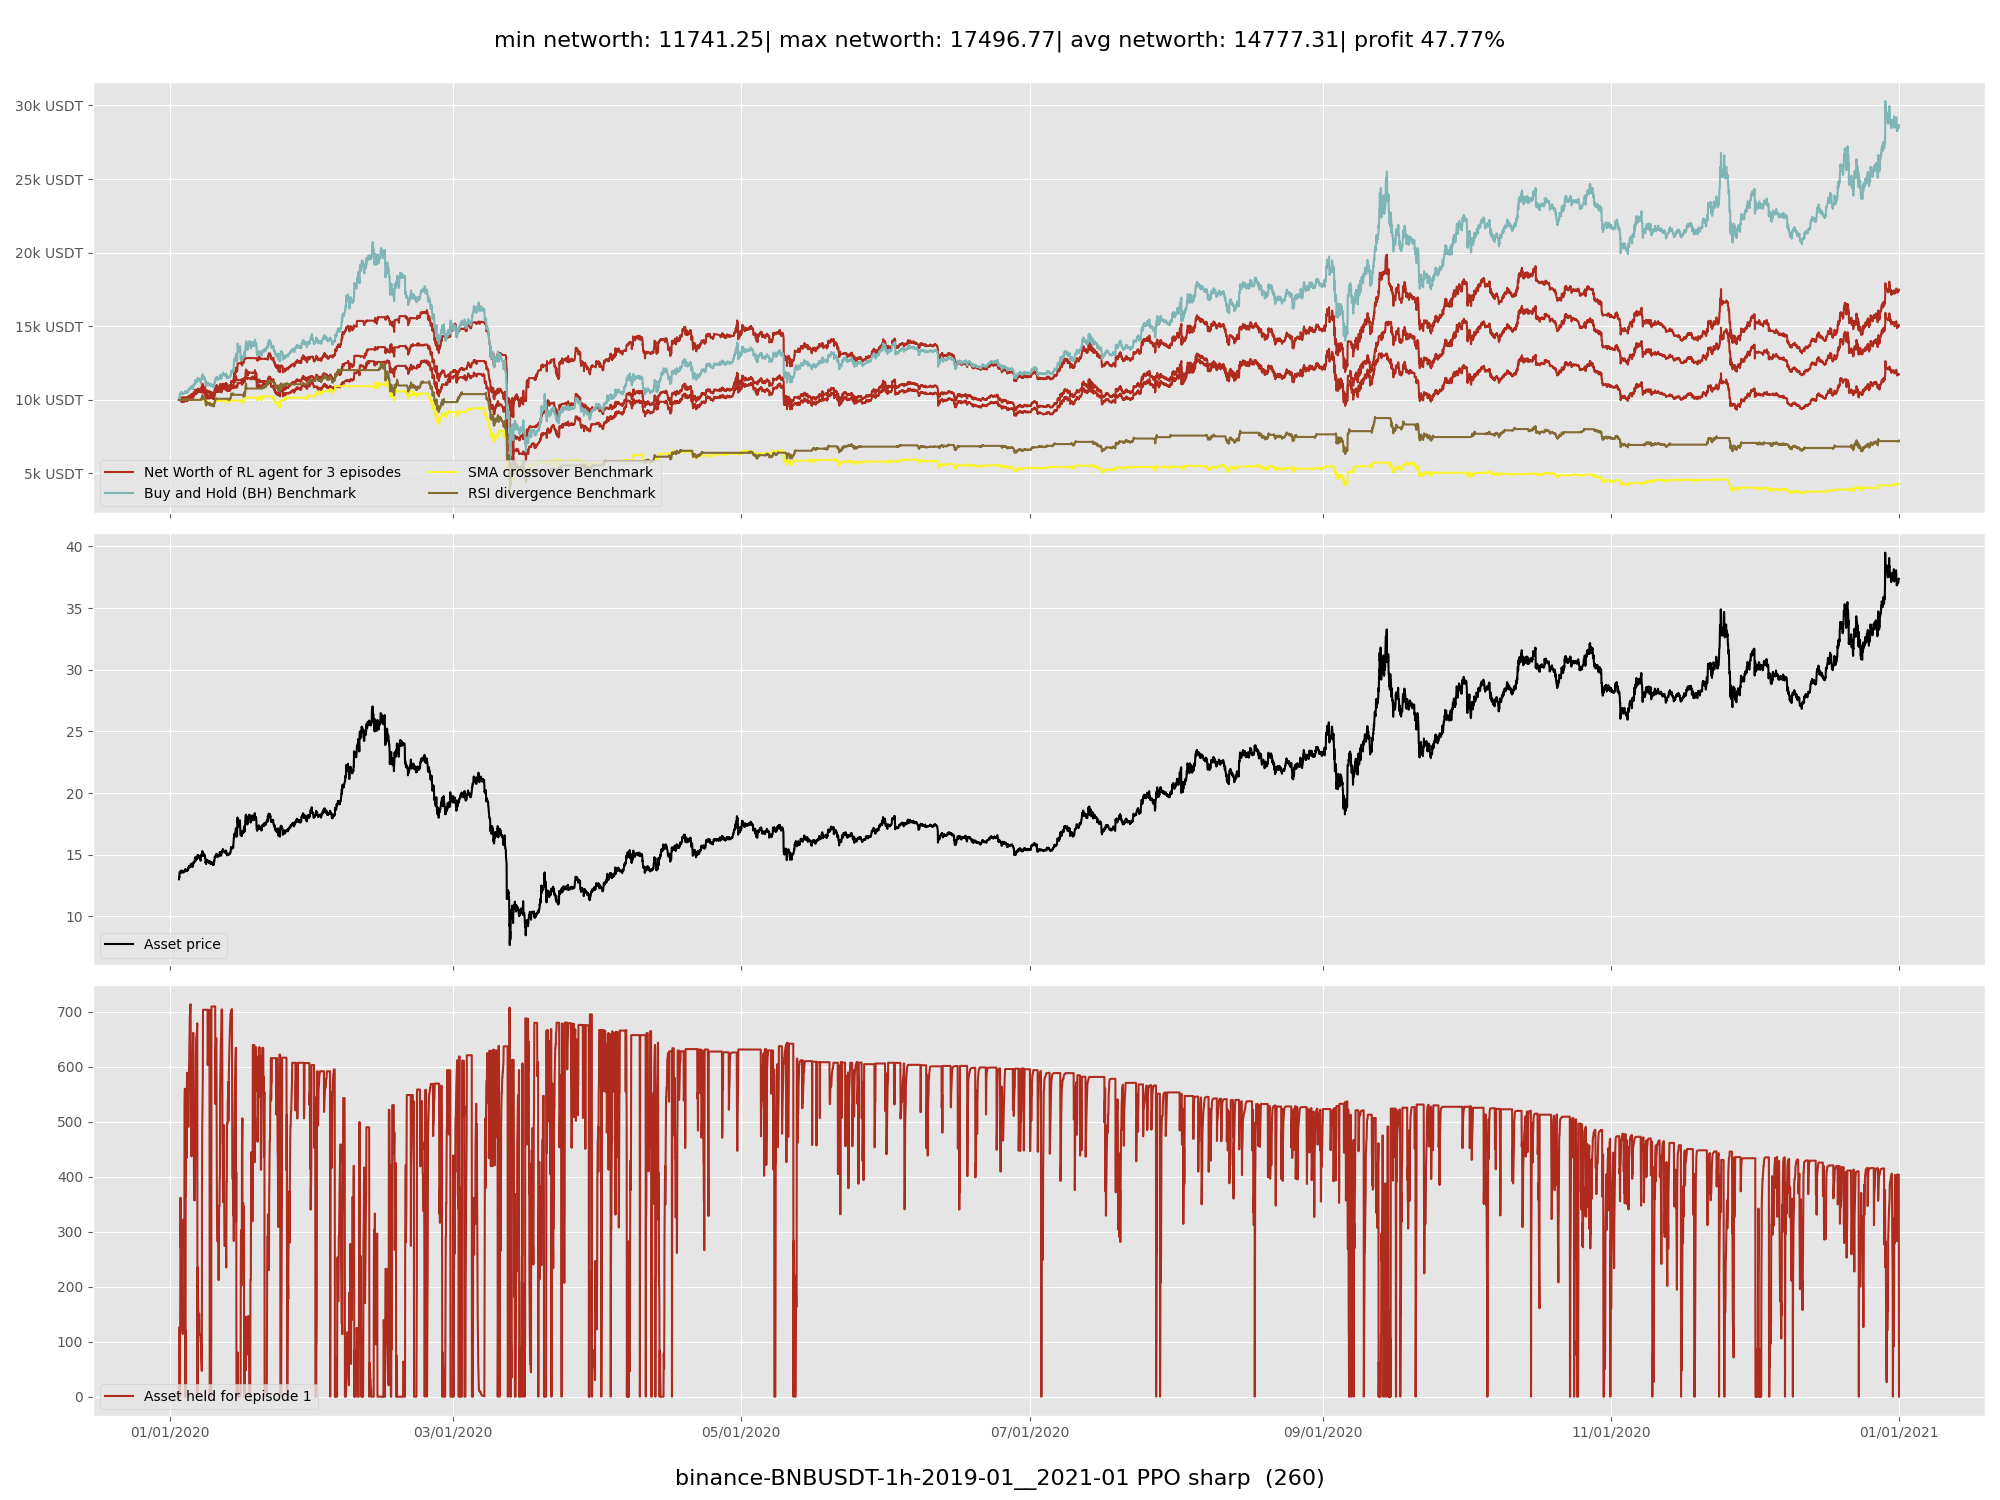 min networth: 11741.25| max networth: 17496.77| avg networth: 14777.31| profit 47.77%
30k USDT
25k USDT
20k USDT
15k USDT
10k USDT
5k USDT
Net Worth of RL agent for 3 episodes
Buy and Hold (BH) Benchmark
SMA crossover Benchmark
RSI divergence Benchmark
40
35
30
25
20
15
10
Asset price
700
600
500
400
300
200
100
0
Asset held for episode 1
01/01/2020 03/01/2020 05/01/2020 07/01/2020 09/01/2020 11/01/2020 01/01/2021
binance-BNBUSDT-1h-2019-01__2021-01 PPO sharp  (260)